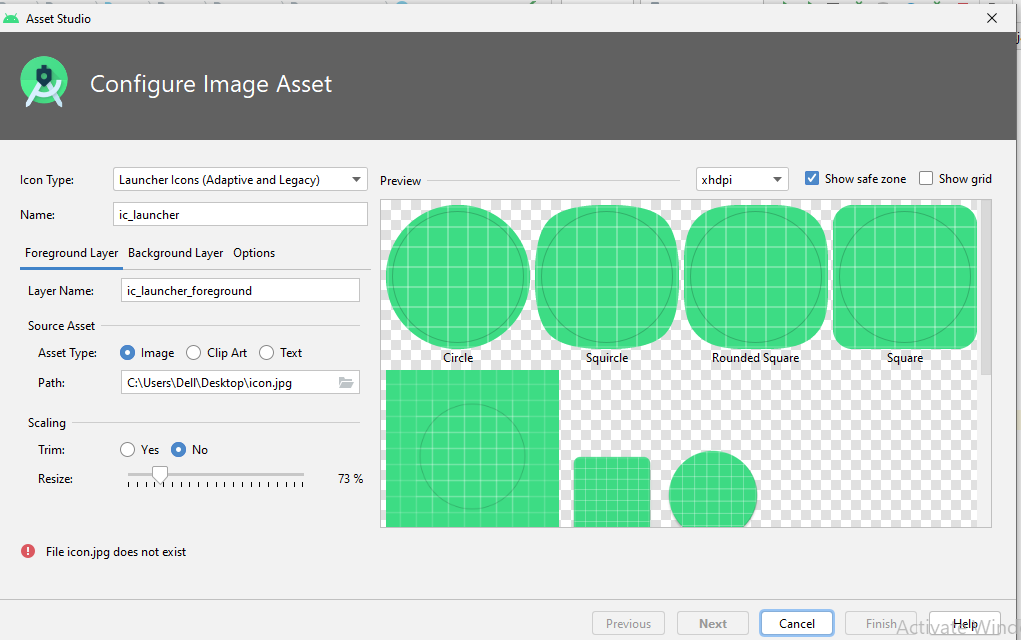 Asset Studio
Configure Image Asset
Icon Type: Launcher Icons (Adaptive and Legacy)
Name: ic_launcher
Foreground Layer Background Layer Options
Layer Name: ic_launcher_foreground
Source Asset
Asset Type: Image Clip Art Text
Path: C:\Users\Dell\Desktop\icon.jpg
Scaling
Trim: Yes No
Resize: 73 %
Preview xhdpi Show safe zone Show grid
Circle Squircle Rounded Square Square
File icon.jpg does not exist
Previous Next Cancel Finish Help
Activate Wind